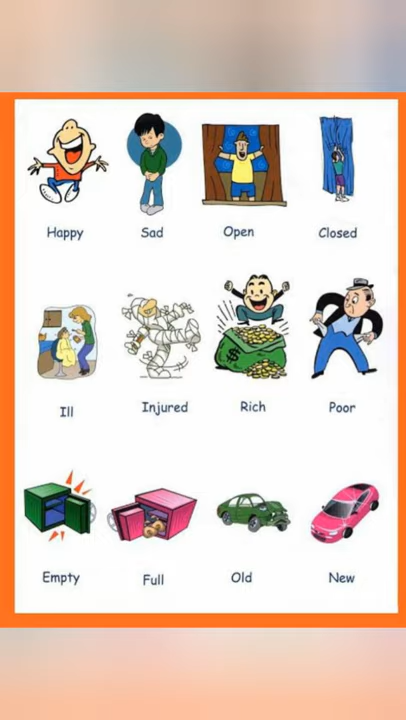 Happy Sad Open Closed
Ill Injured Rich Poor
$
Empty Full Old New